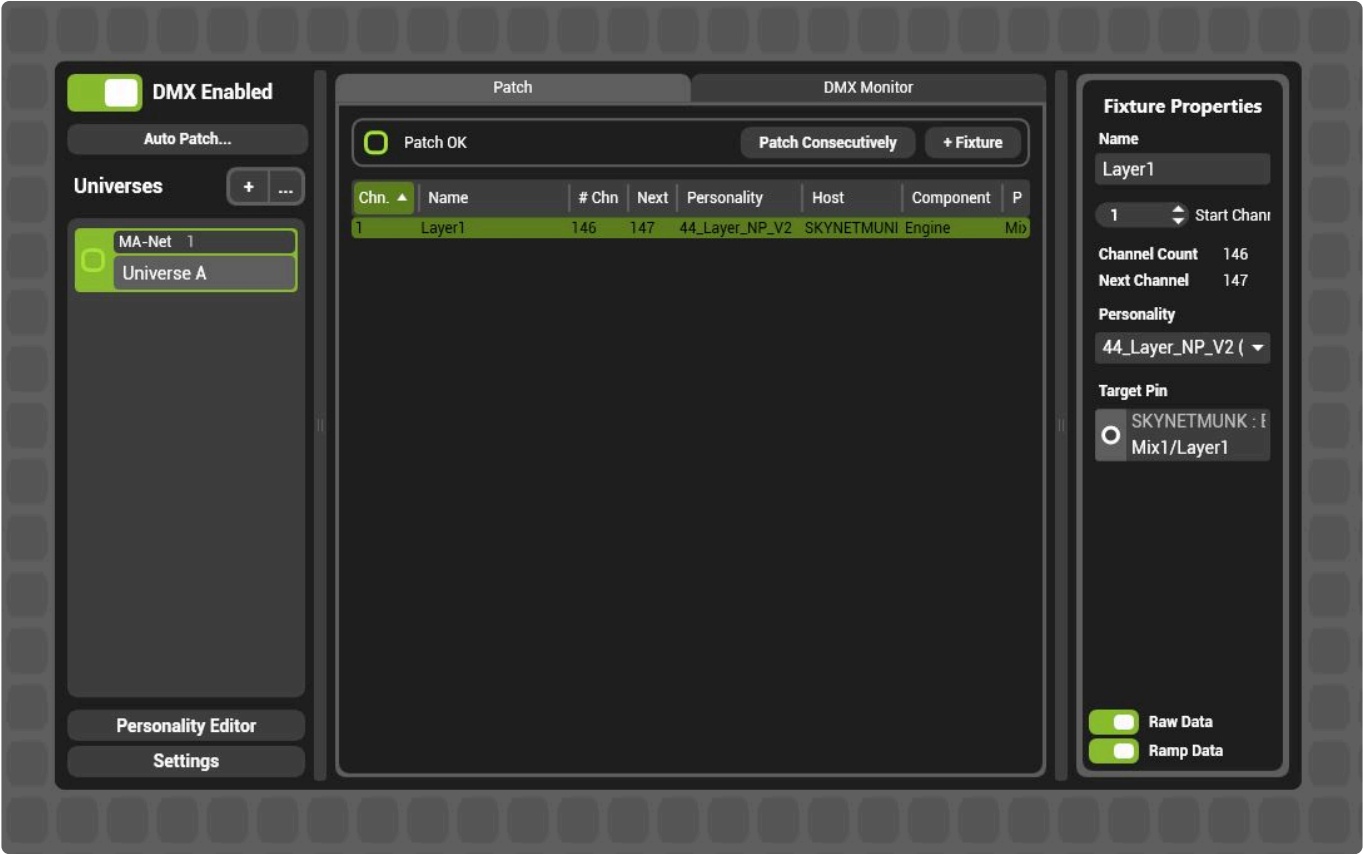 DMX Enabled
Auto Patch...
Universes + ...
MA-Net 1
Universe A
Personality Editor
Settings
Patch DMX Monitor
Patch OK Patch Consecutively + Fixture
Chn. # Name # Chn Next Personality Host Component P
1 Layer1 146 147 44_Layer_NP_V2 SKYNETMUNI Engine Mix
Fixture Properties
Name
Layer1
1 Start Chann
Channel Count 146
Next Channel 147
Personality
44_Layer_NP_V2 (
Target Pin
SKYNETMUNK : E
Mix1/Layer1
Raw Data
Ramp Data